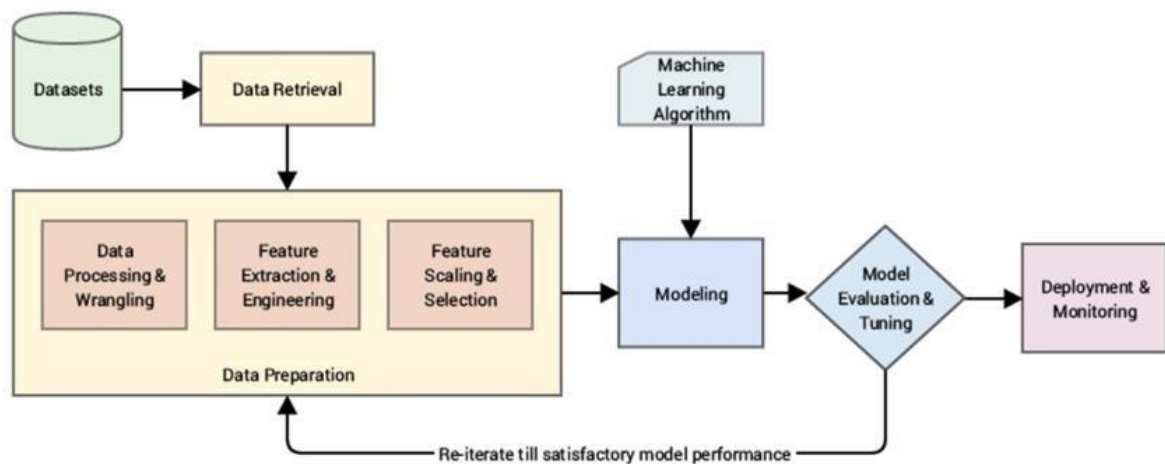 Datasets
Data Retrieval
Machine
Learning
Algorithm
Data
Processing &
Wrangling
Feature
Extraction &
Engineering
Feature
Scaling &
Selection
Data Preparation
Modeling
Model
Evaluation &
Tuning
Deployment &
Monitoring
Re-iterate till satisfactory model performance